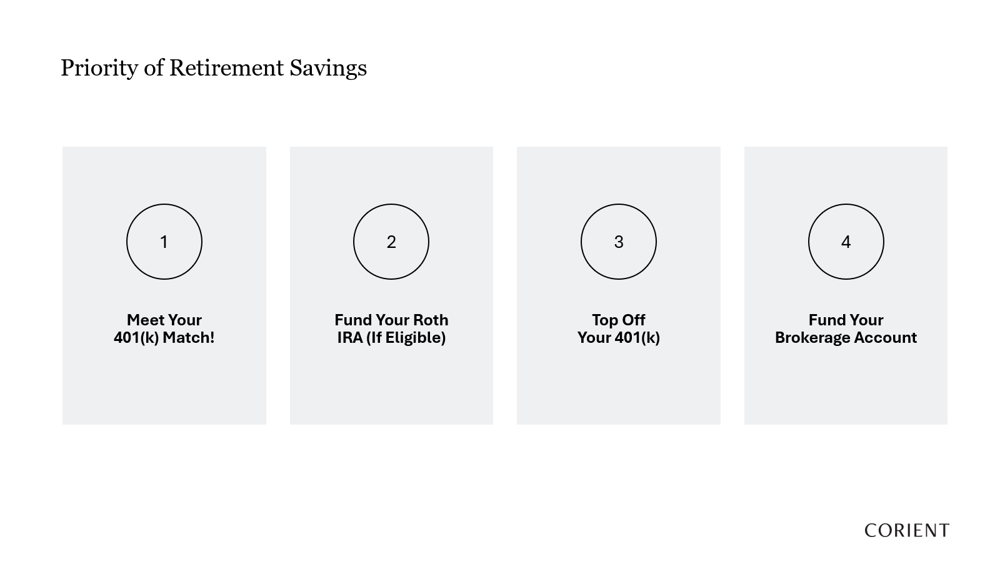 Priority of Retirement Savings
1
Meet Your
401(k) Match!
2
Fund Your Roth
IRA (If Eligible)
3
Top Off
Your 401(k)
4
Fund Your
Brokerage Account
CORIENT